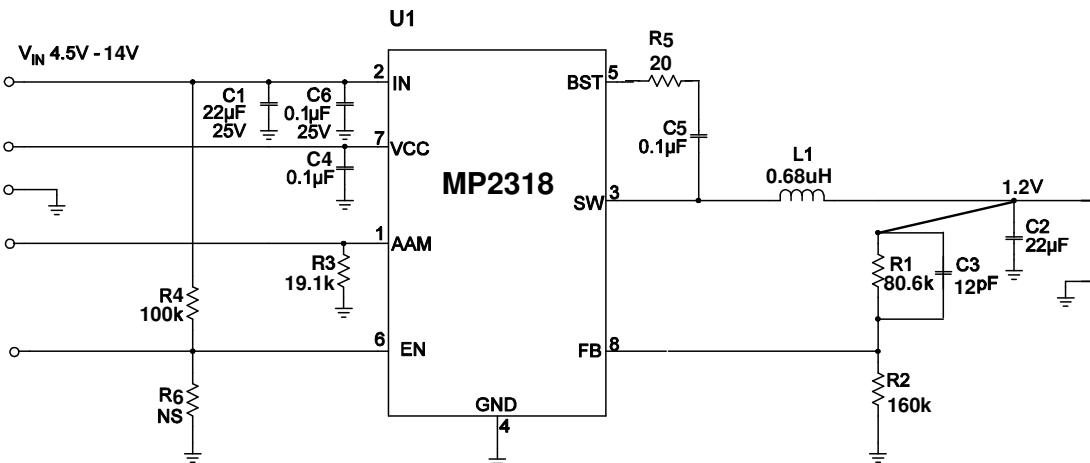 U1
V_IN 4.5V - 14V
2
IN
C1
22µF
25V
C6
0.1µF
25V
7
VCC
C4
0.1µF
1
AAM
R3
19.1k
R4
100k
6
EN
R6
NS
MP2318
GND
4
5
BST
R5
20
C5
0.1µF
3
SW
L1
0.68uH
1.2V
C2
22µF
R1
80.6k
C3
12pF
8
FB
R2
160k